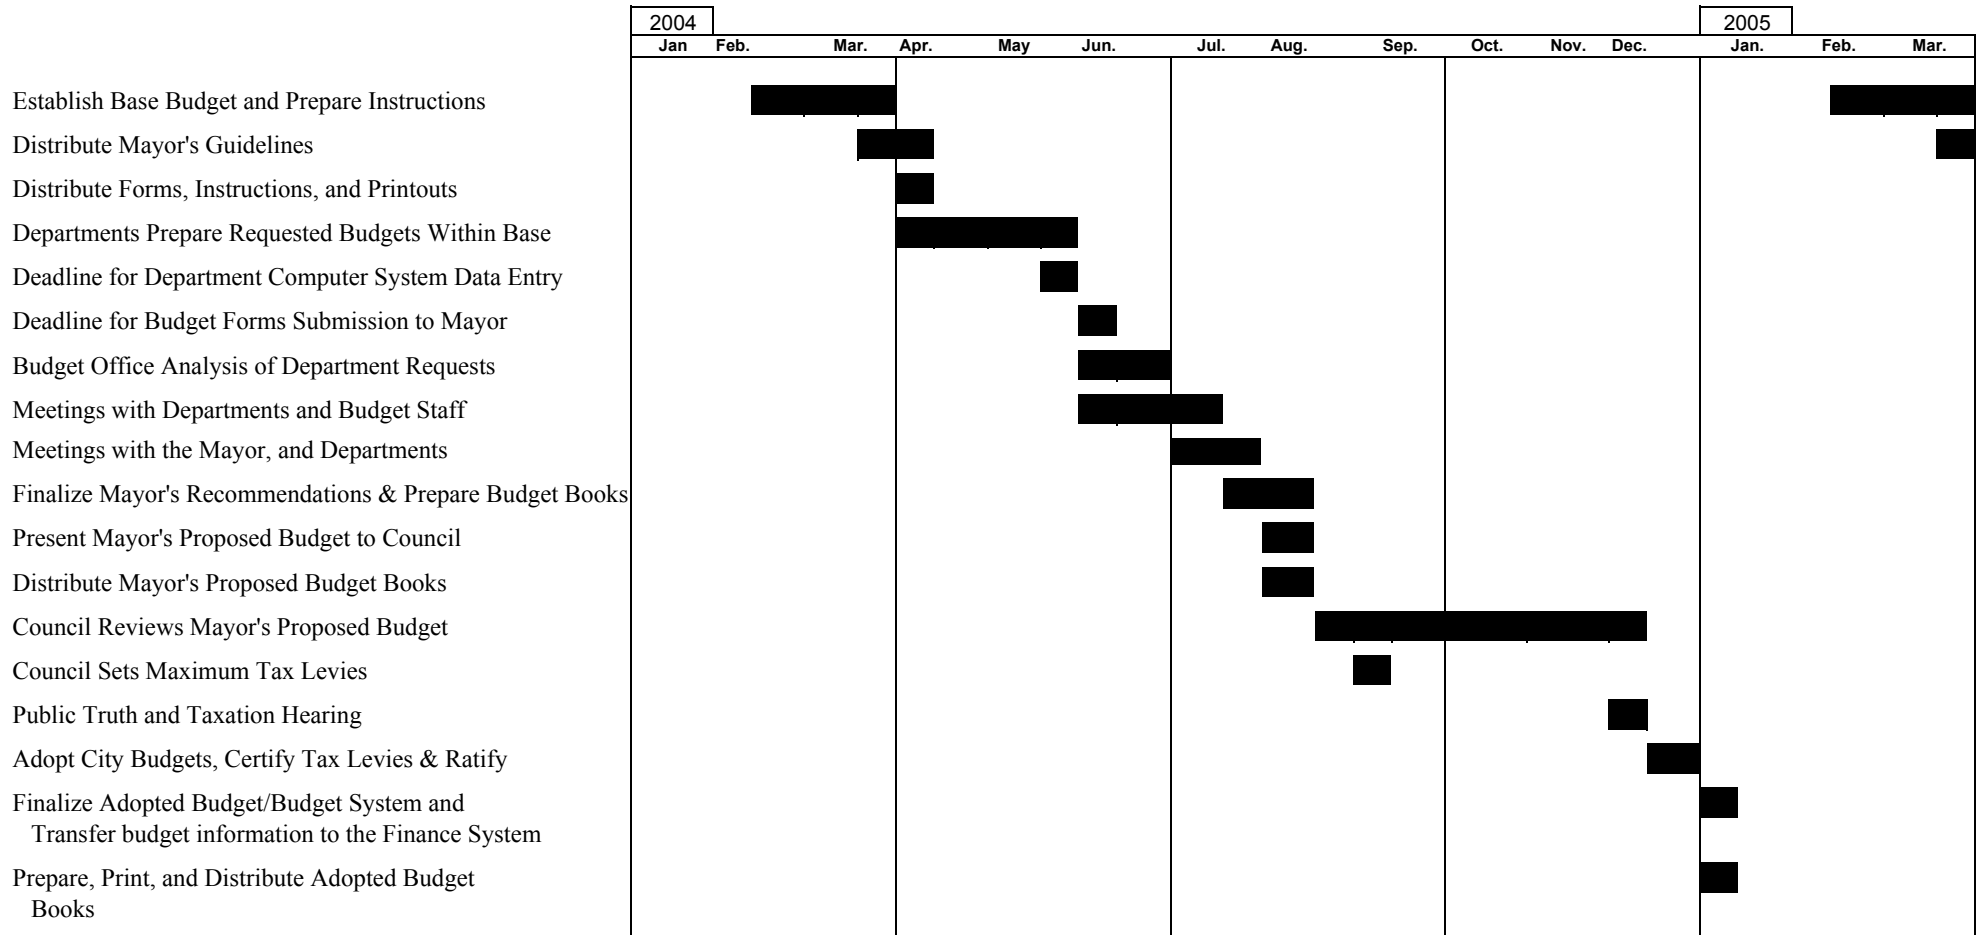 2004 2005
Jan Feb. Mar. Apr. May Jun. Jul. Aug. Sep. Oct. Nov. Dec. Jan. Feb. Mar.
Establish Base Budget and Prepare Instructions
Distribute Mayor's Guidelines
Distribute Forms, Instructions, and Printouts
Departments Prepare Requested Budgets Within Base
Deadline for Department Computer System Data Entry
Deadline for Budget Forms Submission to Mayor
Budget Office Analysis of Department Requests
Meetings with Departments and Budget Staff
Meetings with the Mayor, and Departments
Finalize Mayor's Recommendations & Prepare Budget Books
Present Mayor's Proposed Budget to Council
Distribute Mayor's Proposed Budget Books
Council Reviews Mayor's Proposed Budget
Council Sets Maximum Tax Levies
Public Truth and Taxation Hearing
Adopt City Budgets, Certify Tax Levies & Ratify
Finalize Adopted Budget/Budget System and
Transfer budget information to the Finance System
Prepare, Print, and Distribute Adopted Budget
Books